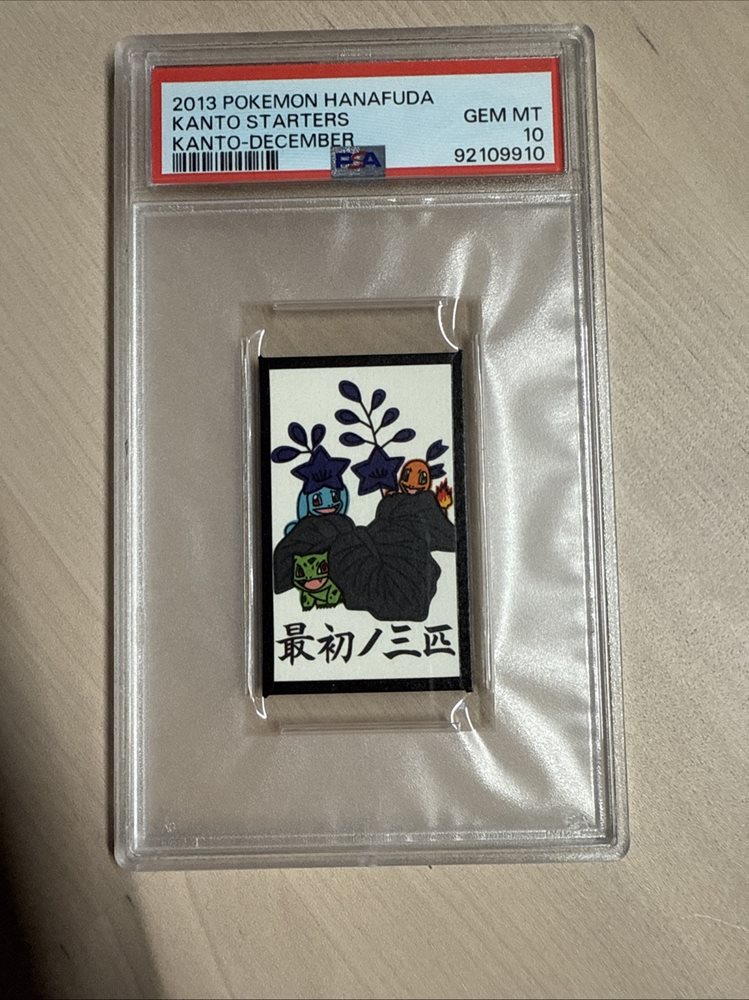 2013 POKEMON HANAFUDA
KANTO STARTERS GEM MT
KANTO-DECEMBER 10
PSA 92109910
最初ノ三匹